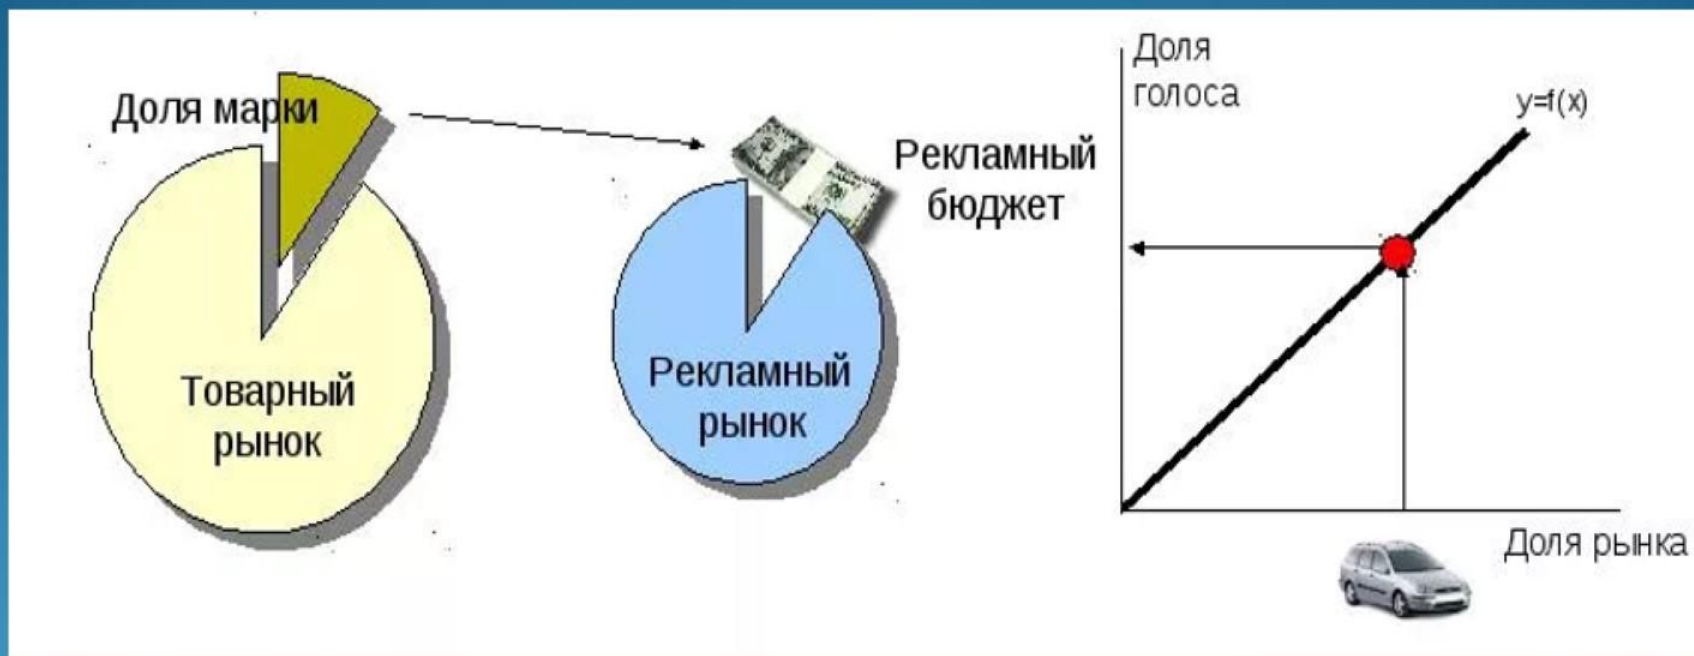 Доля марки
Товарный
рынок
Рекламный
бюджет
Рекламный
рынок
Доля
голоса
y=f(x)
Доля рынка